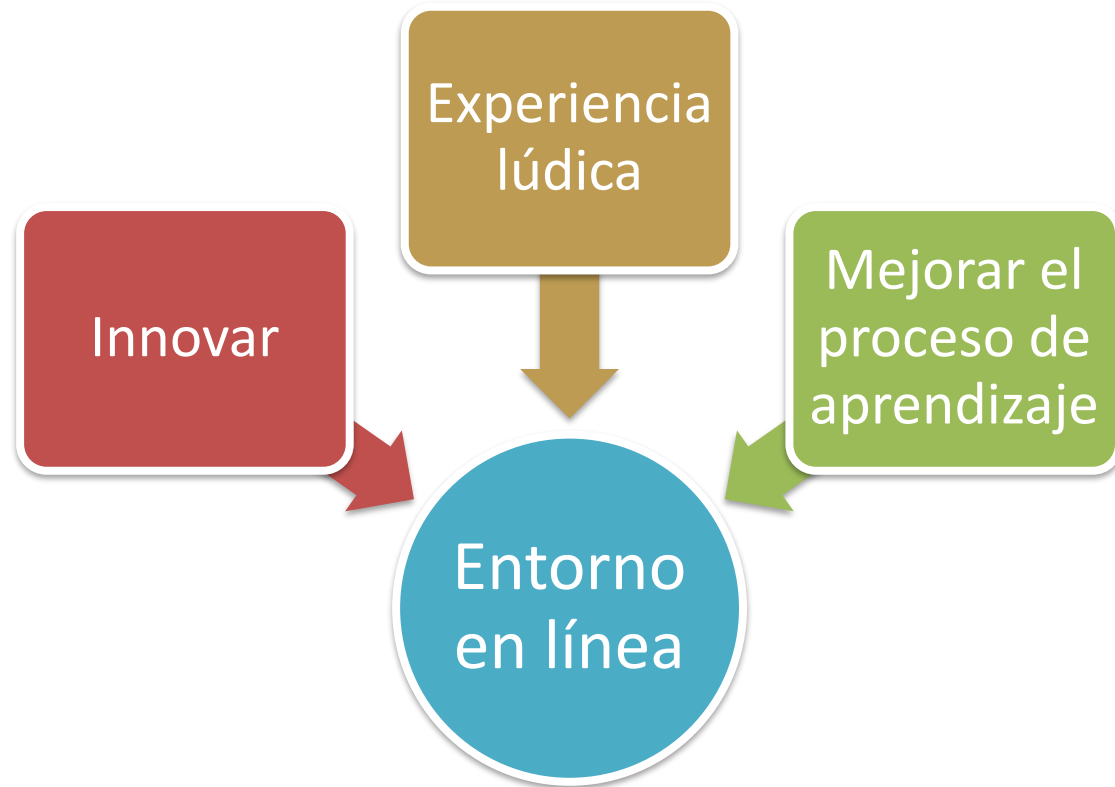 Experiencia
lúdica
Innovar
Mejorar el
proceso de
aprendizaje
Entorno
en línea